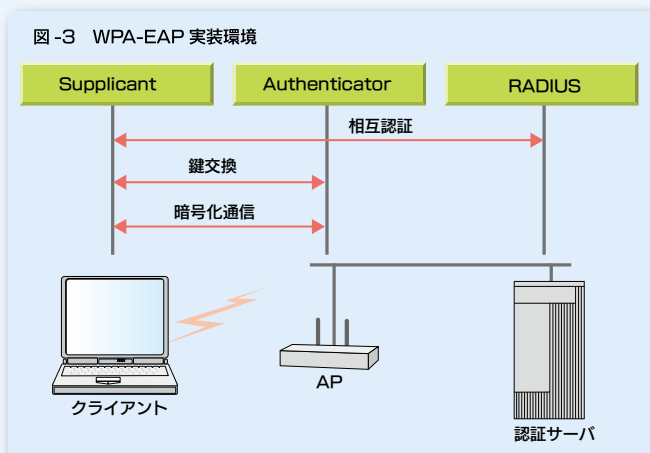 図-3 WPA-EAP 実装環境
Supplicant
Authenticator
RADIUS
相互認証
鍵交換
暗号化通信
クライアント
AP
認証サーバ